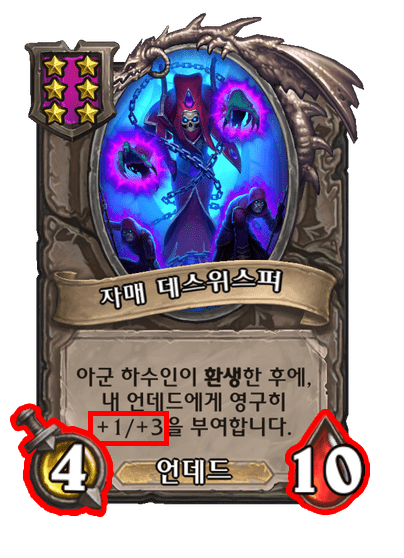 자매 데스위스퍼
아군 하수인이 환생한 후에,
내 언데드에게 영구히
+1/+3을 부여합니다.
4
언데드
10